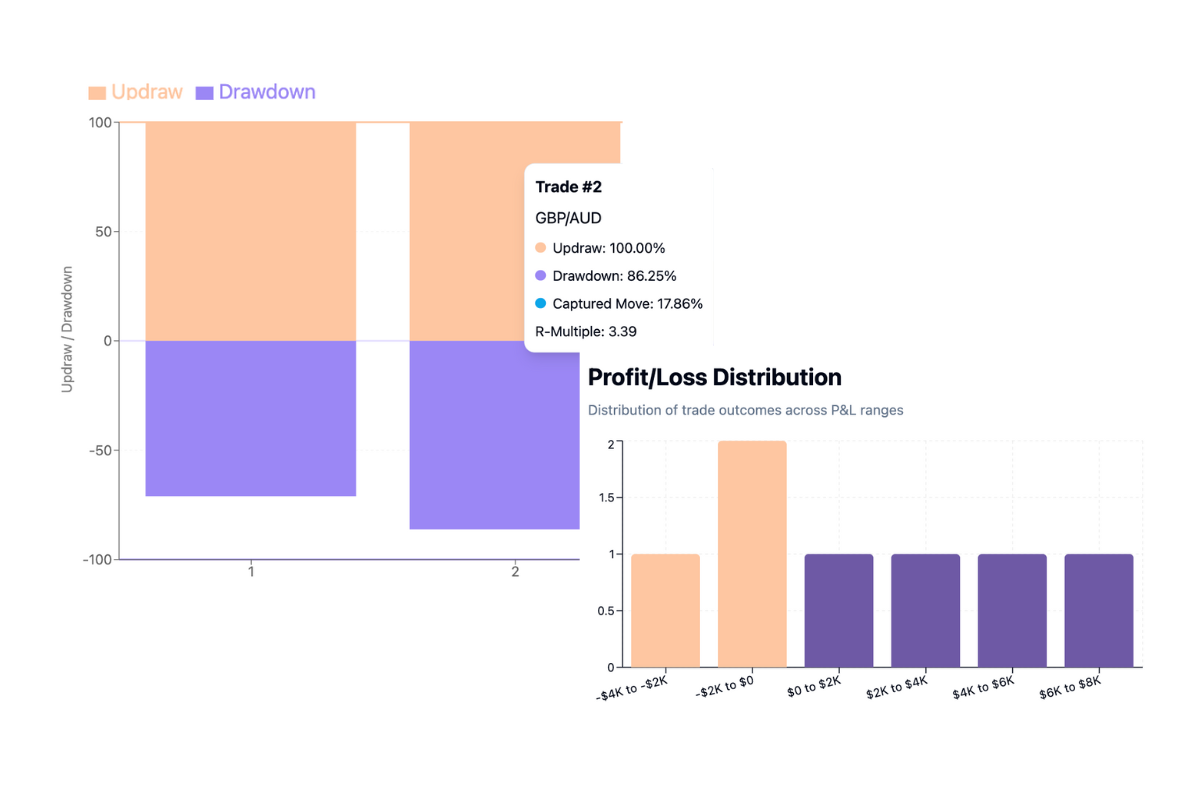 Updraw Drawdown
100
50
0
-50
-100
Updraw / Drawdown
1
2
Trade #2
GBP/AUD
Updraw: 100.00%
Drawdown: 86.25%
Captured Move: 17.86%
R-Multiple: 3.39
Profit/Loss Distribution
Distribution of trade outcomes across P&L ranges
2
1.5
1
0.5
0
-$4K to -$2K
-$2K to $0
$0 to $2K
$2K to $4K
$4K to $6K
$6K to $8K